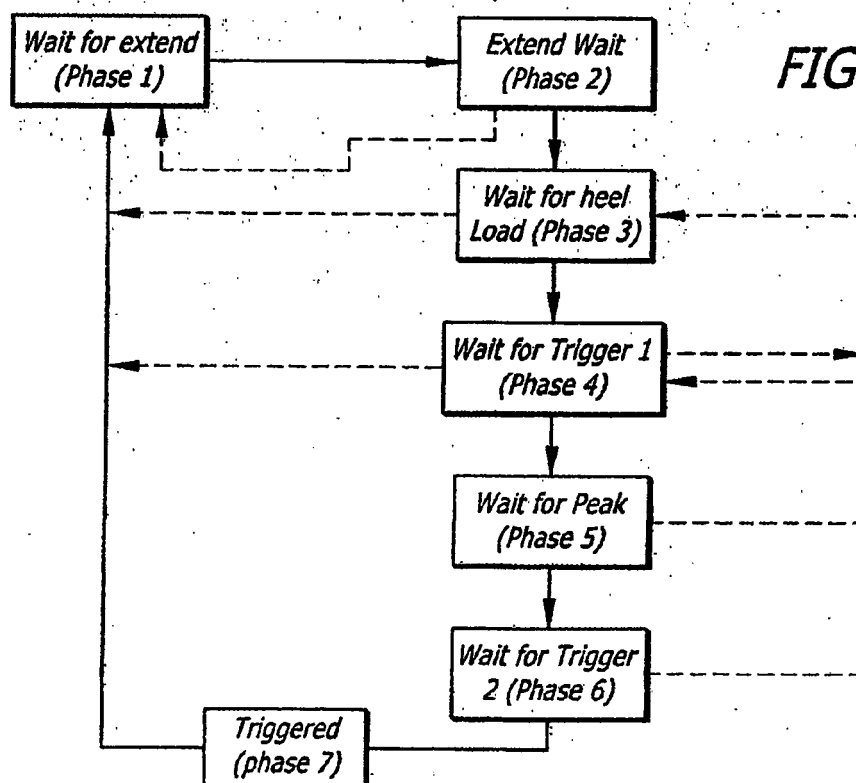 Wait for extend
(Phase 1)
Extend Wait
(Phase 2)
FIG
Wait for heel
Load (Phase 3)
Wait for Trigger 1
(Phase 4)
Wait for Peak
(Phase 5)
Wait for Trigger
2 (Phase 6)
Triggered
(phase 7)